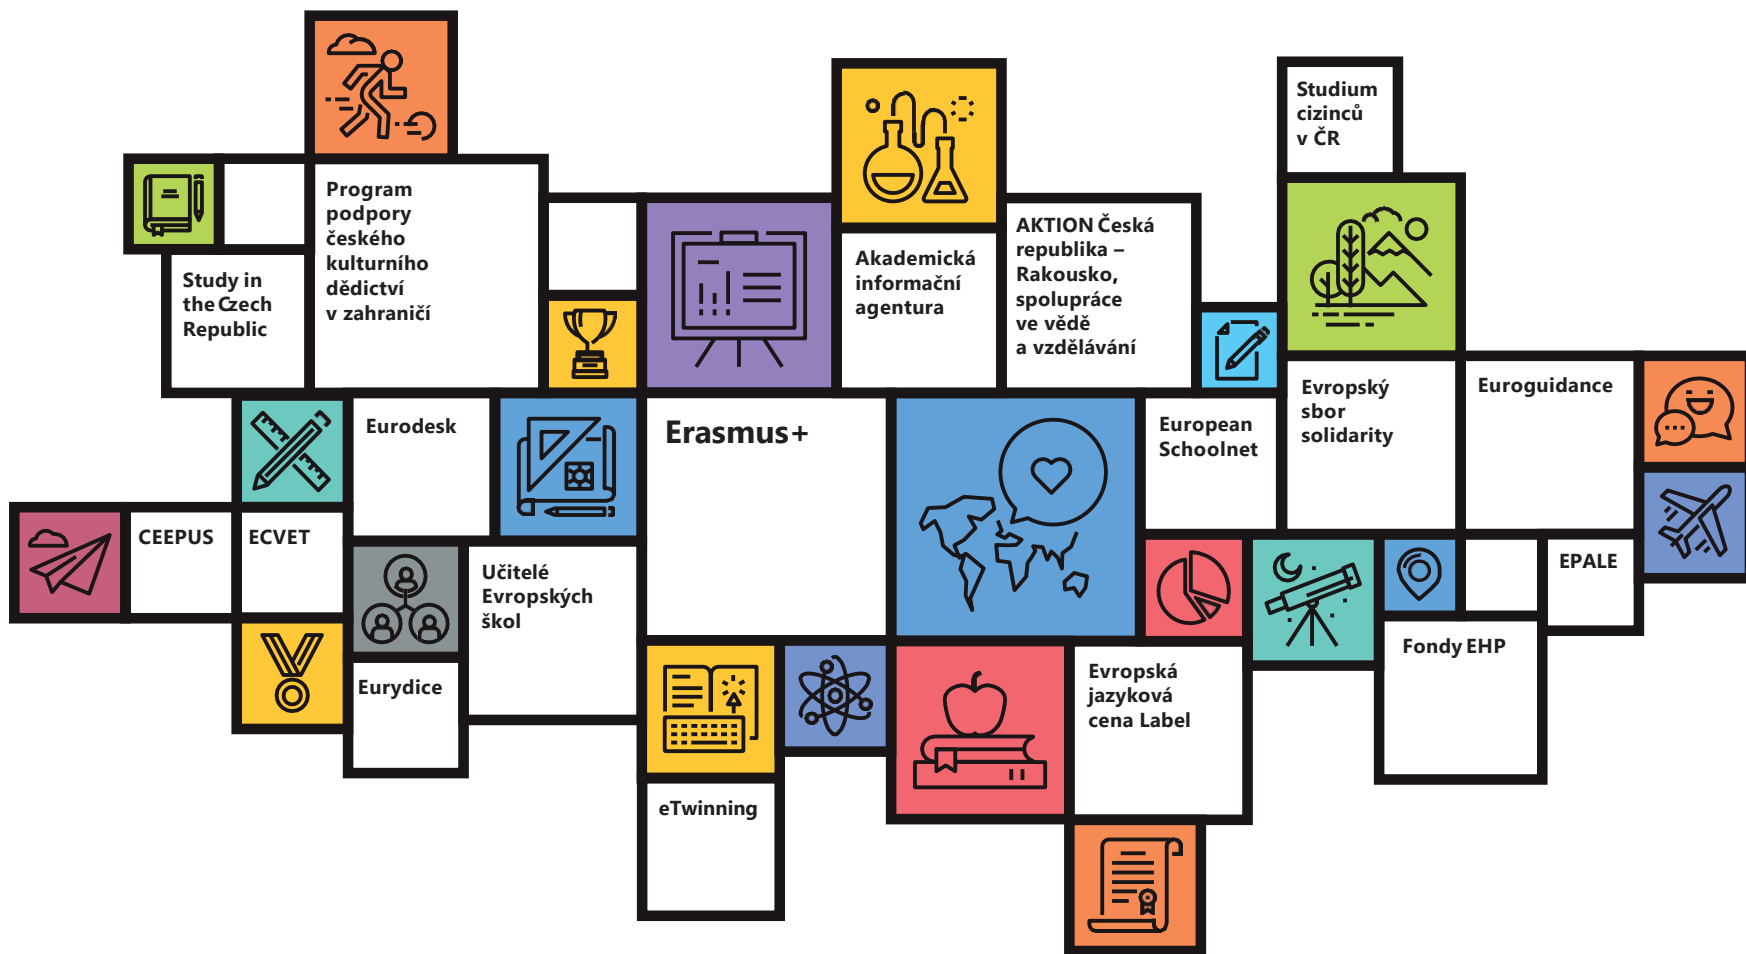 Studium
cizinců
v ČR
Program
podpory
českého
kulturního
dědictví
v zahraničí
AKTION Česká
republika –
Rakousko,
spolupráce
ve vědě
a vzdělávání
Akademická
informační
agentura
Study in
the Czech
Republic
Evropský
sbor
solidarity
Euroguidance
Eurodesk
Erasmus+
European
Schoolnet
CEEPUS
ECVET
Učitelé
Evropských
škol
EPALE
Fondy EHP
Eurydice
Evropská
jazyková
cena Label
eTwinning